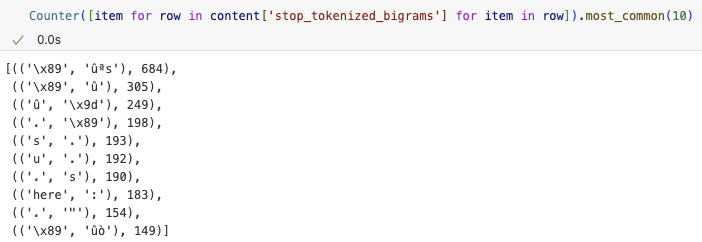 Counter([item for row in content['stop_tokenized_bigrams'] for item in row]).most_common(10)
✓ 0.0s
[(('\x89', 'ûªs'), 684),
(('\x89', 'û'), 305),
(('û', '\x9d'), 249),
(('.', '\x89'), 198),
(('s', '.'), 193),
(('u', '.'), 192),
(('.', 's'), 190),
(('here', ':'), 183),
(('.', '"'), 154),
(('\x89', 'ûò'), 149)]